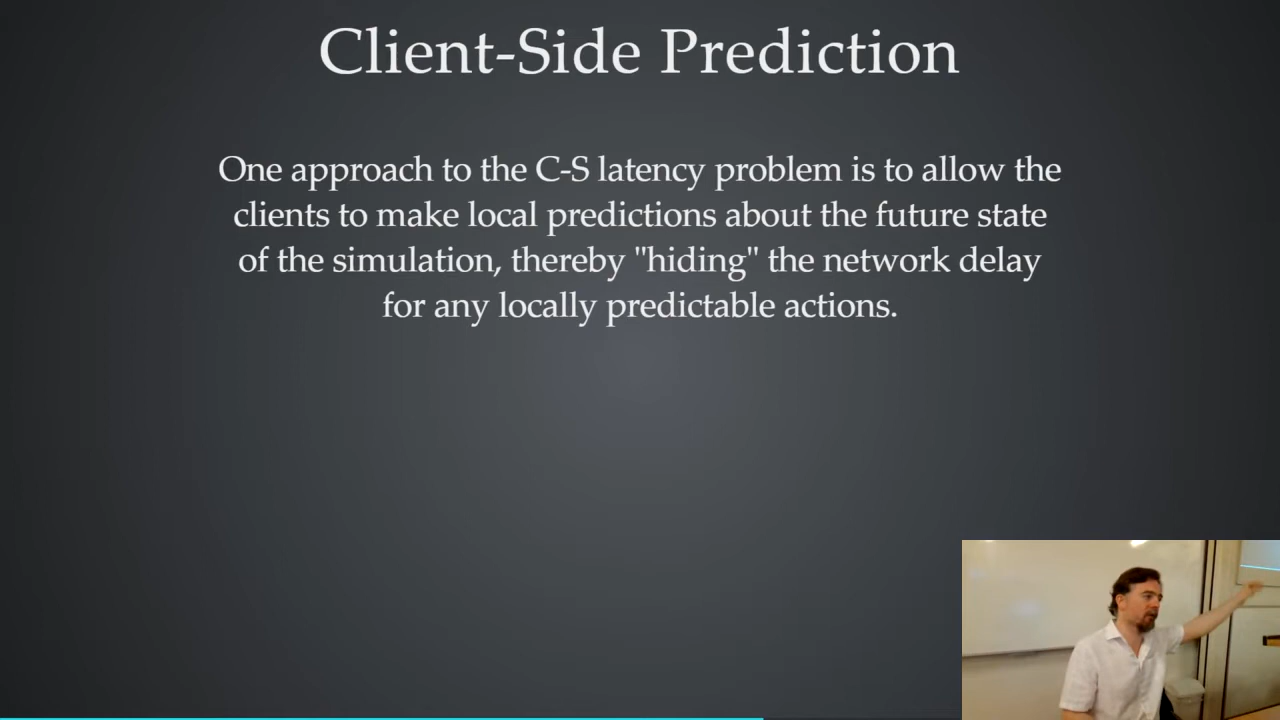 Client-Side Prediction
One approach to the C-S latency problem is to allow the
clients to make local predictions about the future state
of the simulation, thereby "hiding" the network delay
for any locally predictable actions.